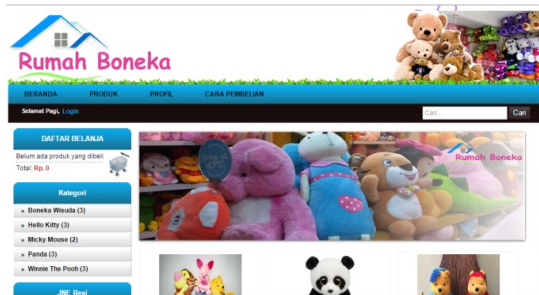 Rumah Boneka
BERANDA PRODUK PROFIL CARA PEMBELIAN
Selamat Pagi, Login
Cari... Cari
DAFTAR BELANJA
Belum ada produk yang dibeli
Total: Rp. 0
Rumah Boneka
Kategori
» Boneka Wisuda (3)
» Hello Kitty (3)
» Micky Mouse (2)
» Panda (3)
» Winnie The Pooh (3)
JNE Resi